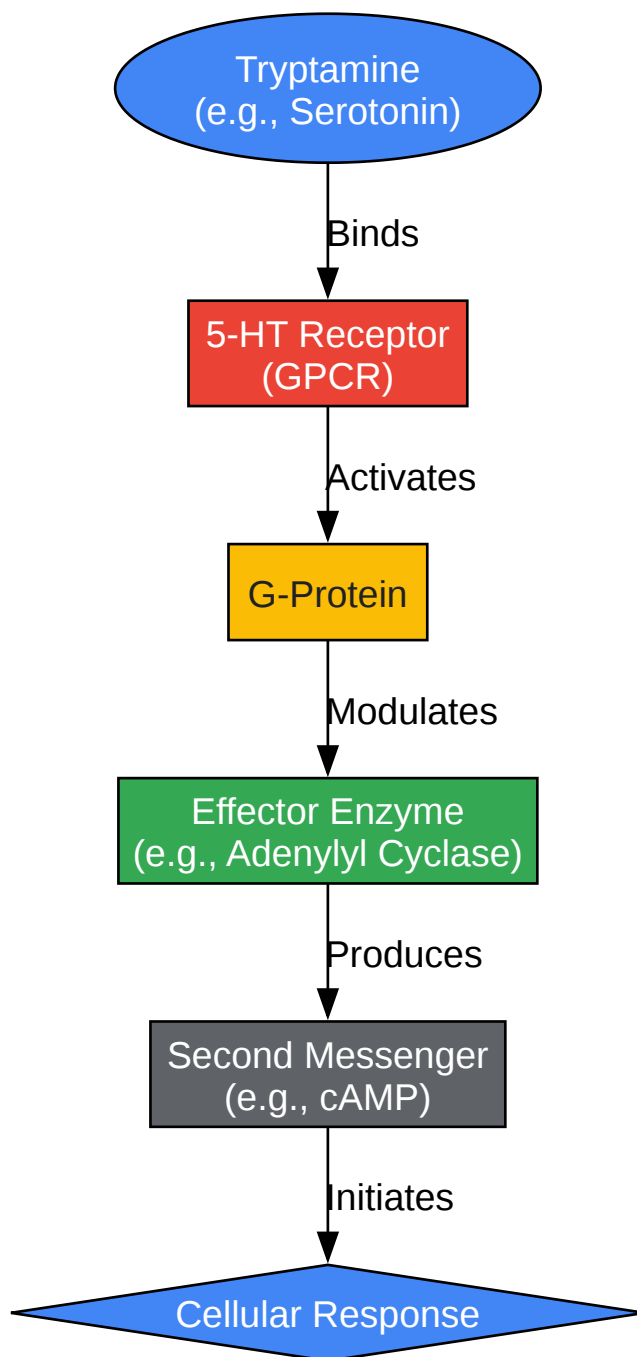 Tryptamine
(e.g., Serotonin)
Binds
5-HT Receptor
(GPCR)
Activates
G-Protein
Modulates
Effector Enzyme
(e.g., Adenylyl Cyclase)
Produces
Second Messenger
(e.g., cAMP)
Initiates
Cellular Response